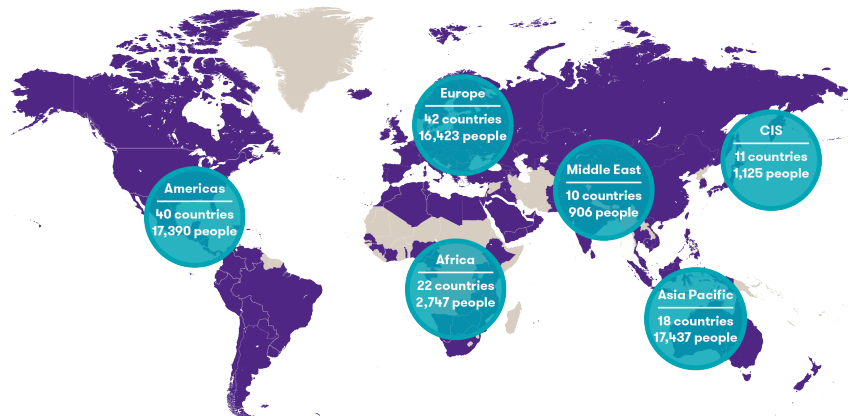 Europe
42 countries
16,423 people
CIS
11 countries
1,125 people
Middle East
10 countries
906 people
Americas
40 countries
17,390 people
Africa
22 countries
2,747 people
Asia Pacific
18 countries
17,437 people